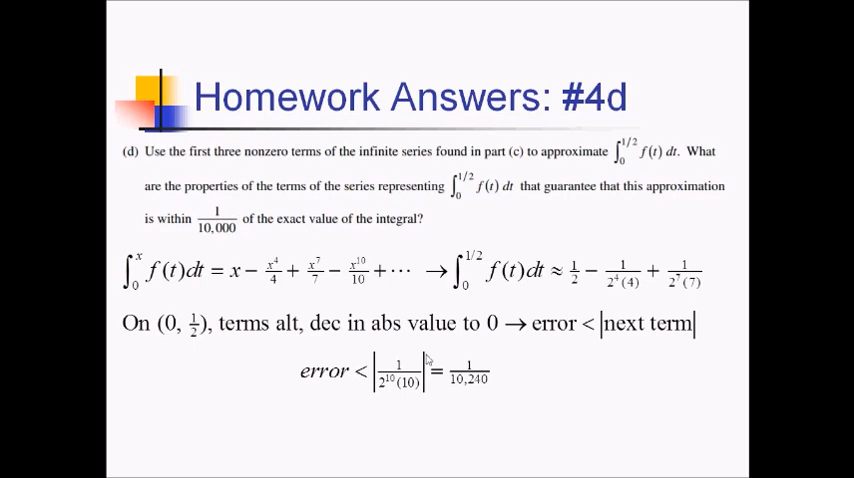 Homework Answers: #4d
(d) Use the first three nonzero terms of the infinite series found in part (c) to approximate ∫₀^{1/2} f(t) dt. What
are the properties of the terms of the series representing ∫₀^{1/2} f(t) dt that guarantee that this approximation
is within 1/10,000 of the exact value of the integral?
∫₀^x f(t)dt = x − x⁴/4 + x⁷/7 − x¹⁰/10 + ⋯ → ∫₀^{1/2} f(t)dt ≈ 1/2 − 1/(2⁴(4)) + 1/(2⁷(7))
On (0, 1/2), terms alt, dec in abs value to 0 → error < |next term|
error < |1/(2¹⁰(10))| = 1/10,240